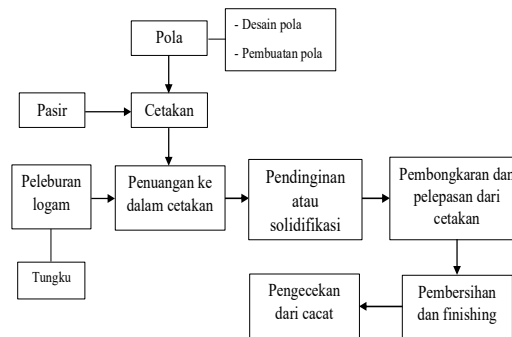 Pola
- Desain pola
- Pembuatan pola
Pasir
Cetakan
Peleburan
logam
Penuangan ke
dalam cetakan
Pendinginan
atau
solidifikasi
Pembongkaran dan
pelepasan dari
cetakan
Tungku
Pengecekan
dari cacat
Pembersihan
dan finishing